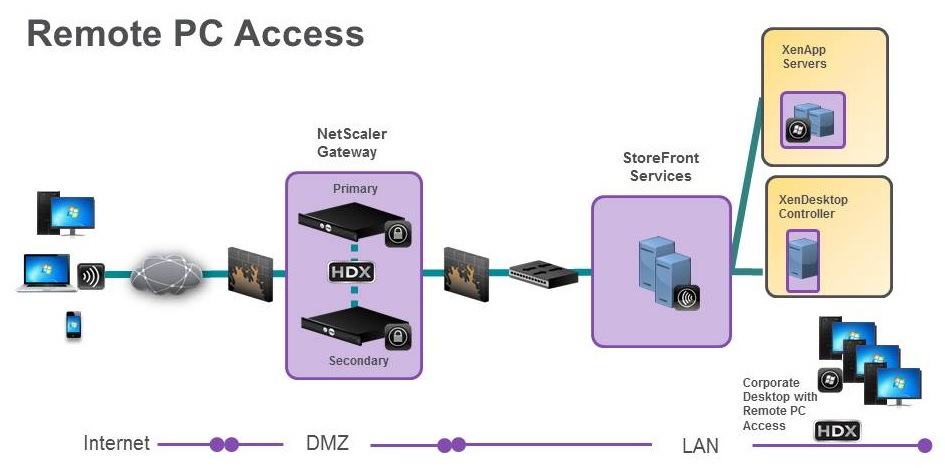 Remote PC Access
NetScaler
Gateway
Primary
HDX
Secondary
StoreFront
Services
XenApp
Servers
XenDesktop
Controller
Corporate
Desktop with
Remote PC
Access
HDX
Internet
DMZ
LAN